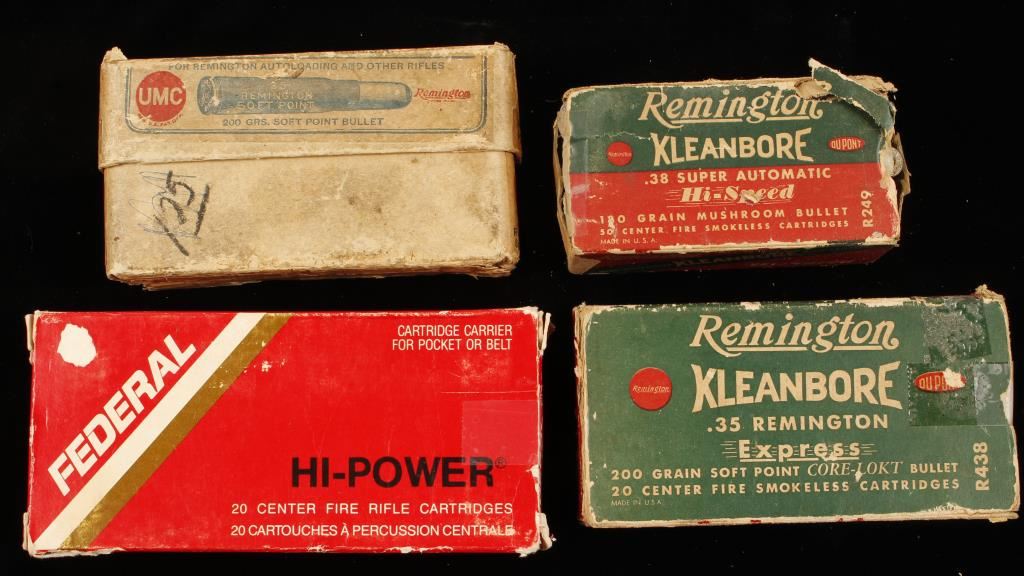 FOR REMINGTON AUTOLOADING AND OTHER RIFLES
UMC
REMINGTON
SOFT POINT
Remington
200 GRS. SOFT POINT BULLET
Remington
KLEANBORE
Remington
DU PONT
.38 SUPER AUTOMATIC
Hi-Speed
130 GRAIN MUSHROOM BULLET
50 CENTER FIRE SMOKELESS CARTRIDGES
MADE IN U.S.A.
R249
KLEANBORE
FEDERAL
CARTRIDGE CARRIER
FOR POCKET OR BELT
HI-POWER®
20 CENTER FIRE RIFLE CARTRIDGES
20 CARTOUCHES À PERCUSSION CENTRALE
Remington
KLEANBORE
Remington
DU PONT
.35 REMINGTON
Express
200 GRAIN SOFT POINT CORE-LOKT BULLET
20 CENTER FIRE SMOKELESS CARTRIDGES
MADE IN U.S.A.
R438